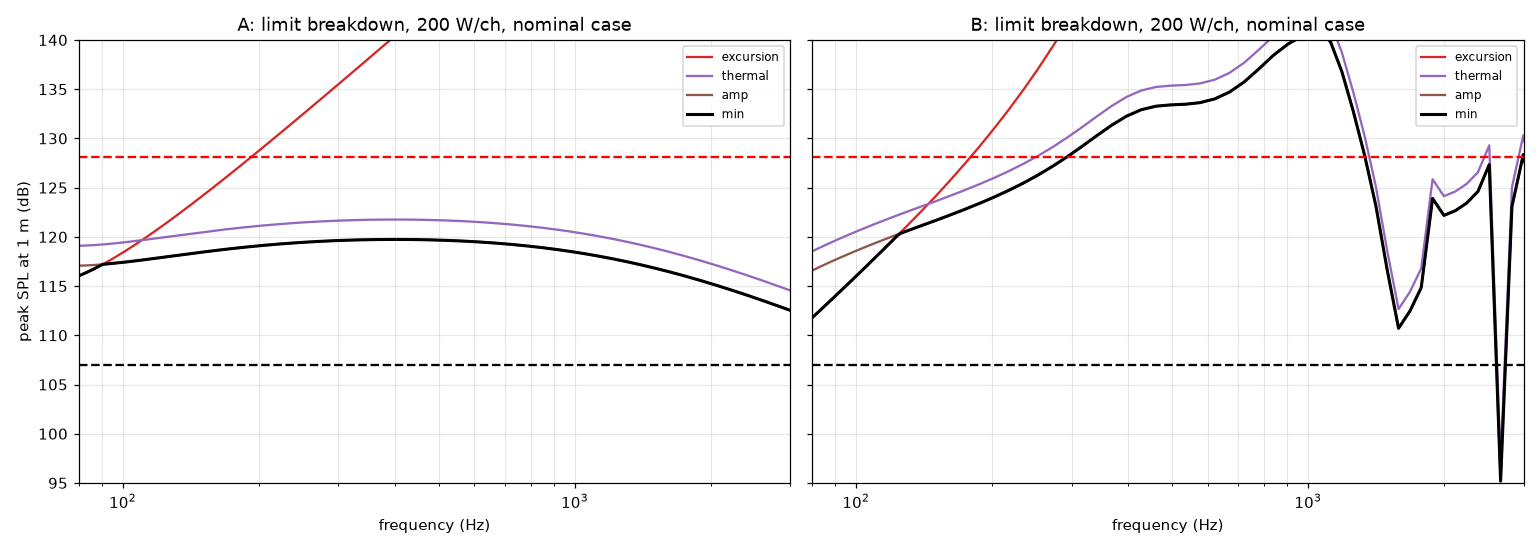 A: limit breakdown, 200 W/ch, nominal case
peak SPL at 1 m (dB)
140
135
130
125
120
115
110
105
100
95
excursion
thermal
amp
min
10²
10³
frequency (Hz)
B: limit breakdown, 200 W/ch, nominal case
excursion
thermal
amp
min
10²
10³
frequency (Hz)